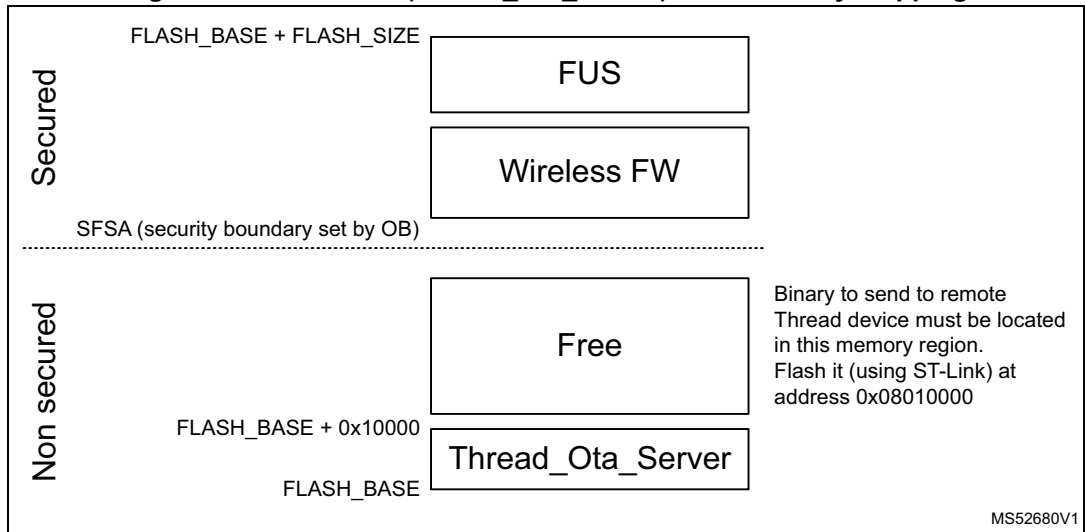 FLASH_BASE + FLASH_SIZE
FUS
Secured
Wireless FW
SFSA (security boundary set by OB)
Non secured
Free
Binary to send to remote
Thread device must be located
in this memory region.
Flash it (using ST-Link) at
address 0x08010000
FLASH_BASE + 0x10000
Thread_Ota_Server
FLASH_BASE
MS52680V1